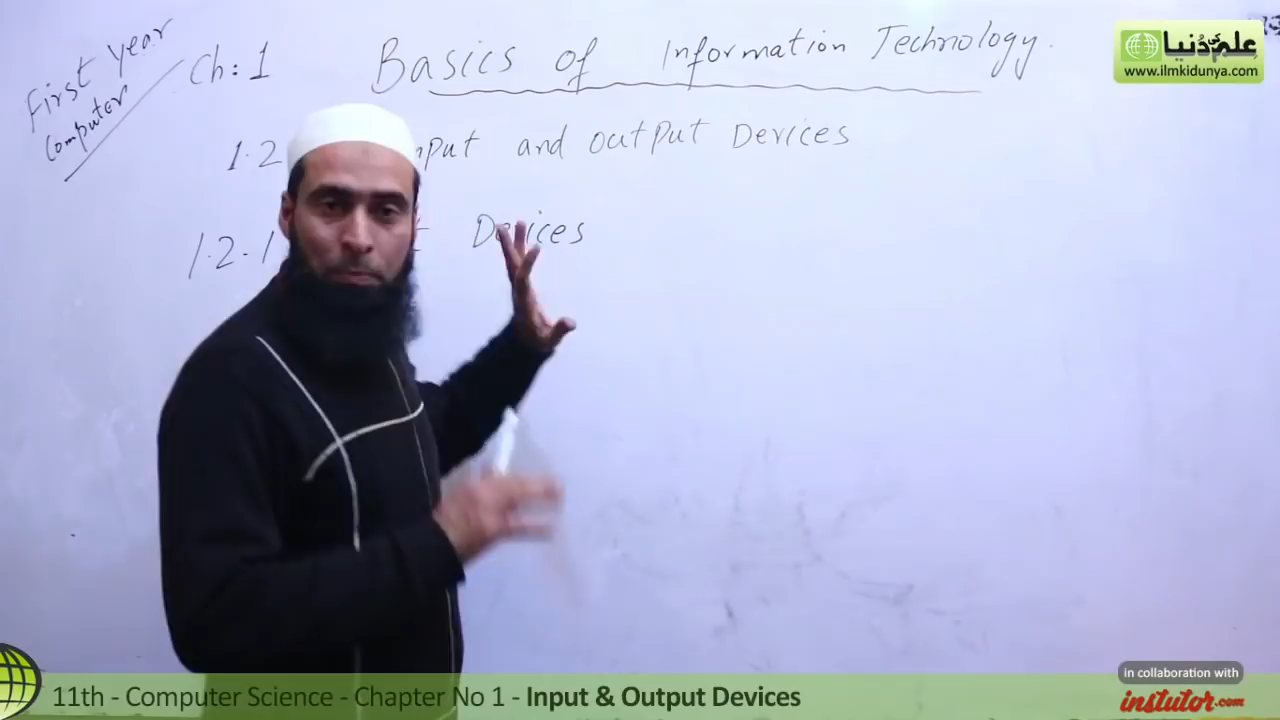 First year
Computer
Ch: 1 Basics of Information Technology.
1.2 nput and output Devices
1.2.1 Devices
علم کی دُنیا
www.ilmkidunya.com
11th - Computer Science - Chapter No 1 - Input & Output Devices
in collaboration with
instutor.com